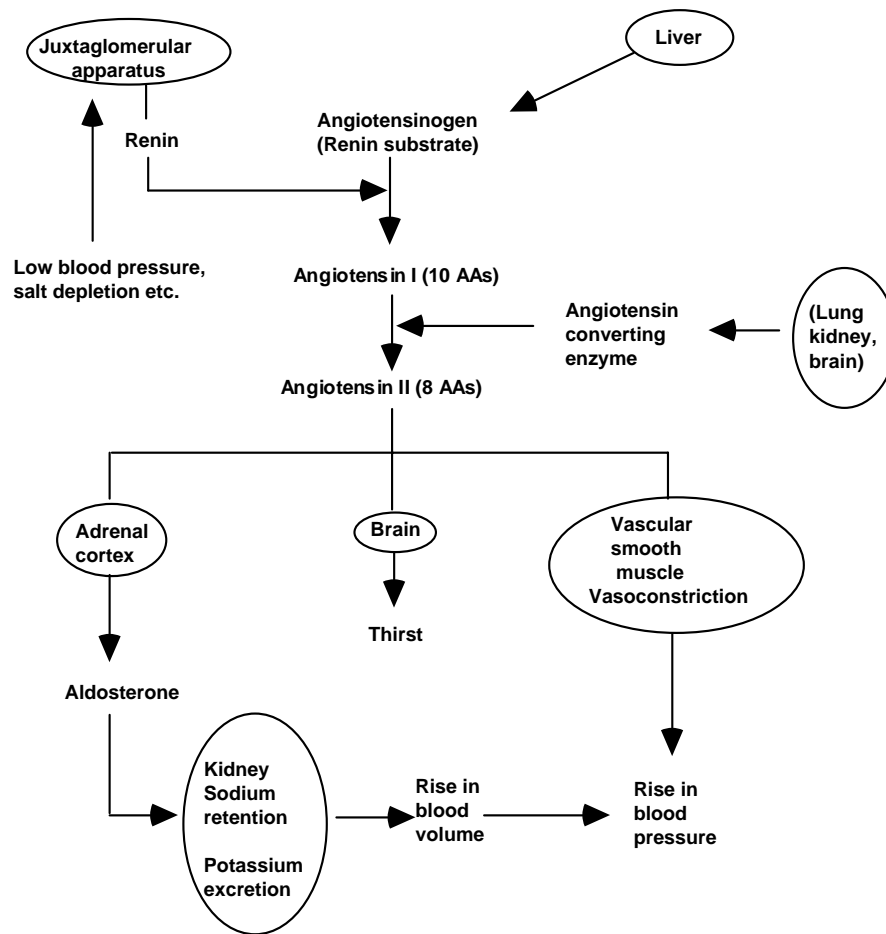 Juxtaglomerular
apparatus
Liver
Renin
Angiotensinogen
(Renin substrate)
Low blood pressure,
salt depletion etc.
Angiotensin I (10 AAs)
Angiotensin
converting
enzyme
(Lung
kidney,
brain)
Angiotensin II (8 AAs)
Adrenal
cortex
Brain
Vascular
smooth
muscle
Vasoconstriction
Thirst
Aldosterone
Kidney
Sodium
retention
Potassium
excretion
Rise in
blood
volume
Rise in
blood
pressure